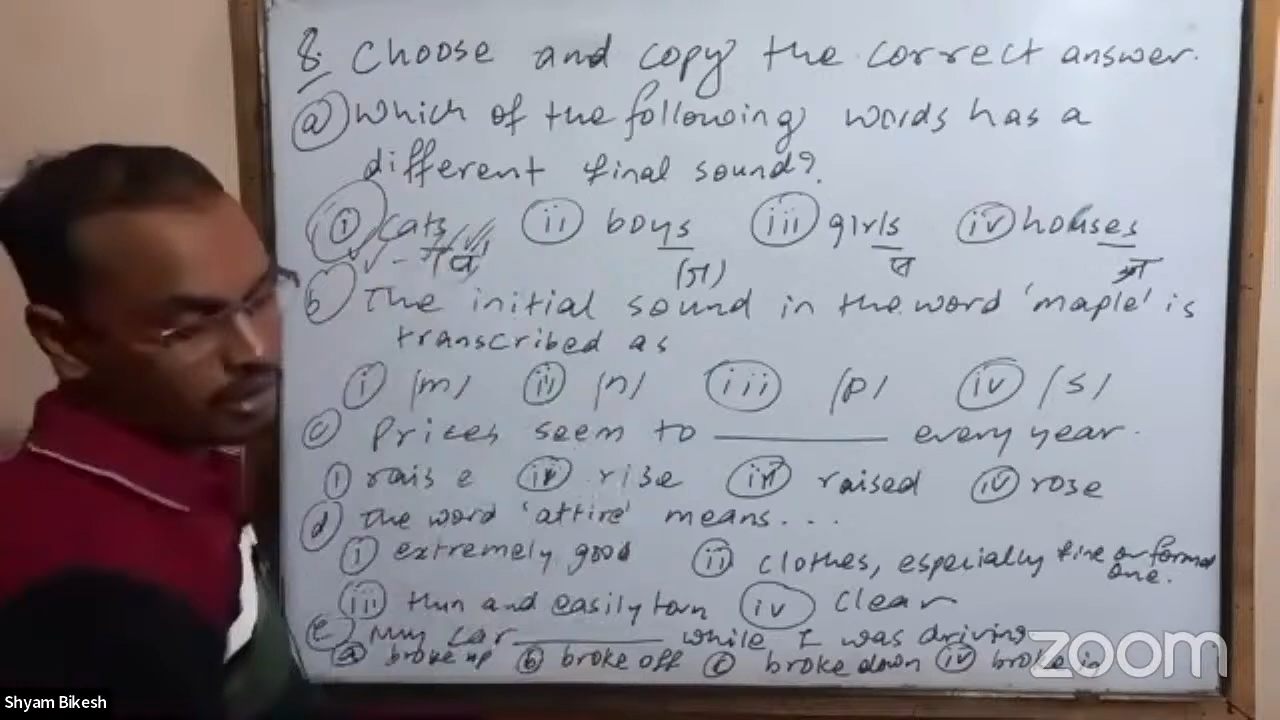 8. Choose and copy the correct answer.
(a) Which of the following words has a
different final sound?
(i) cats (ii) boys (iii) girls (iv) houses
(b) The initial sound in the word 'maple' is
transcribed as
(i) /m/ (ii) /n/ (iii) /p/ (iv) /s/
(c) Prices seem to ________ every year.
(i) raise (ii) rise (iii) raised (iv) rose
(d) The word 'attire' means...
(i) extremely good (ii) clothes, especially fine or formal
one.
(iii) thin and easily torn (iv) clear
(e) My car ________ while I was driving
(a) broke up (b) broke off (c) broke down (iv) broke in
zoom
Shyam Bikesh